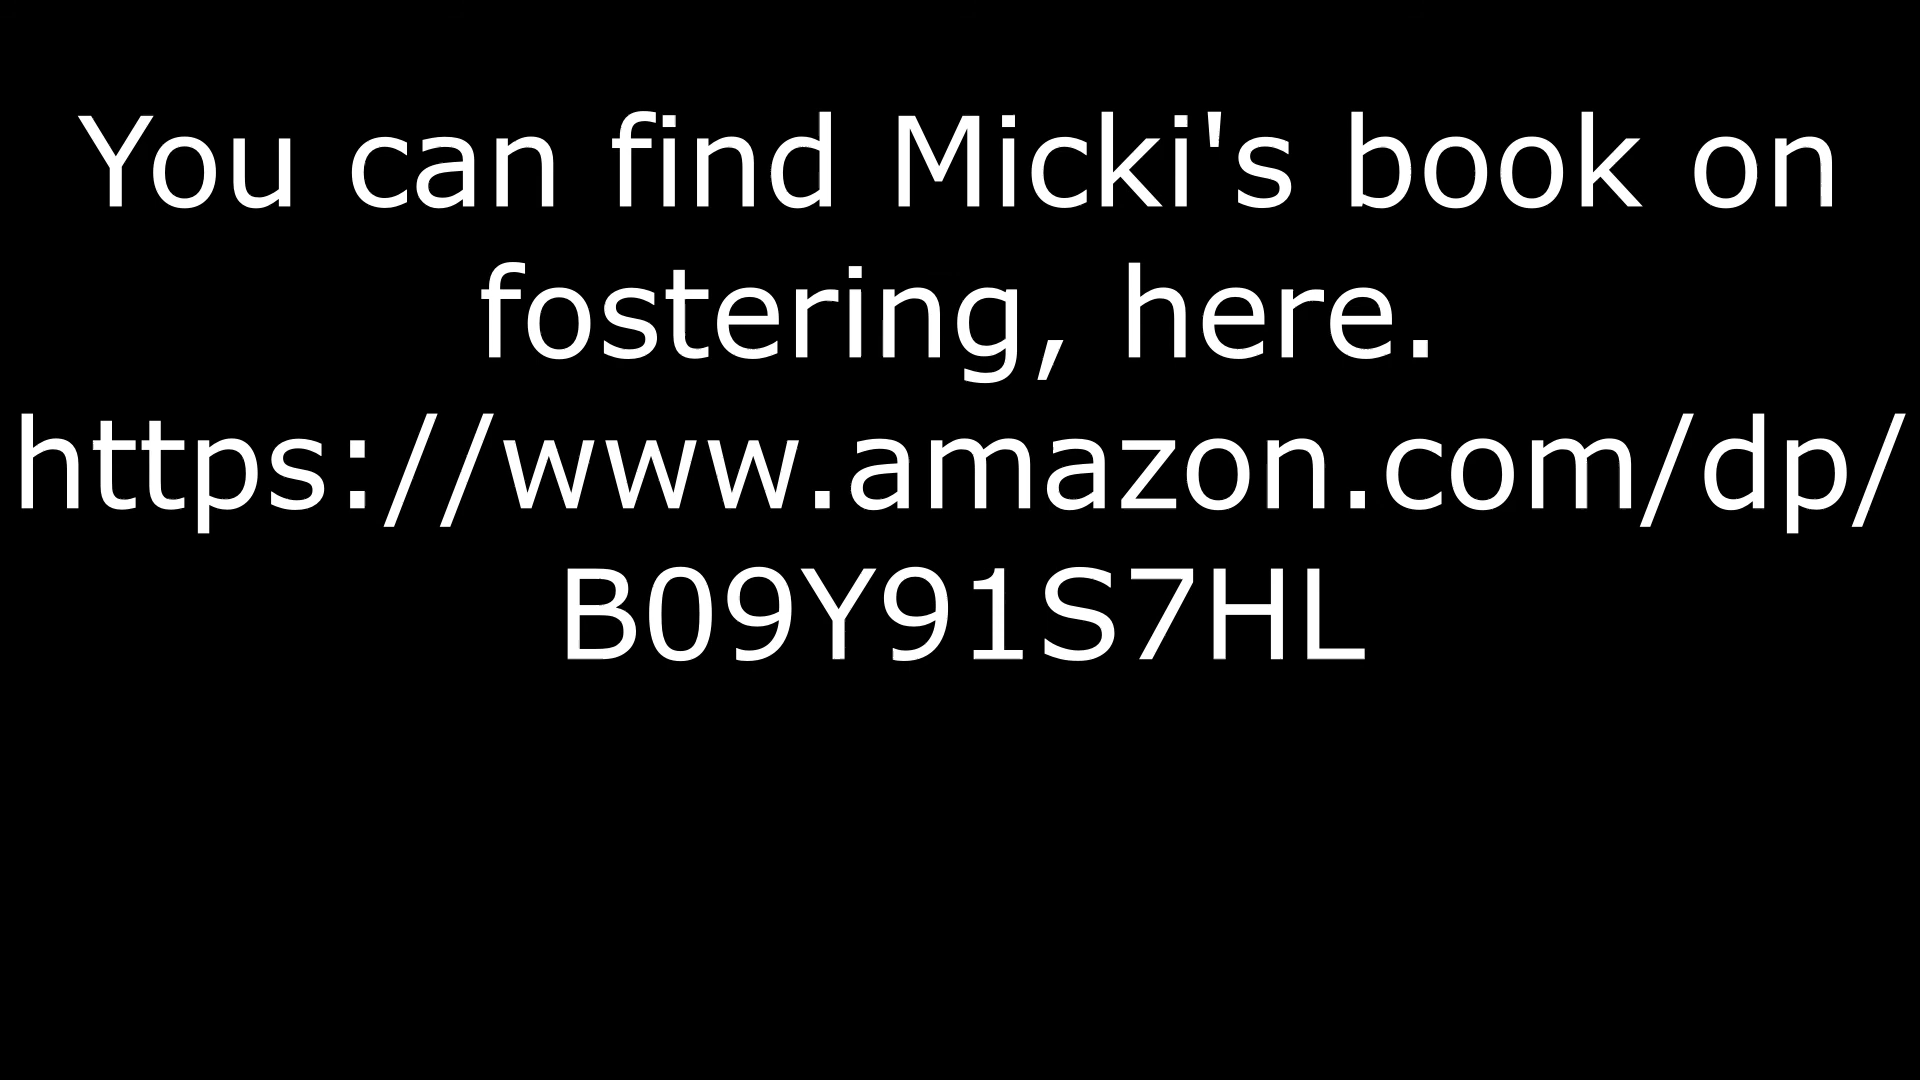 You can find Micki's book on
fostering, here.
https://www.amazon.com/dp/
B09Y91S7HL